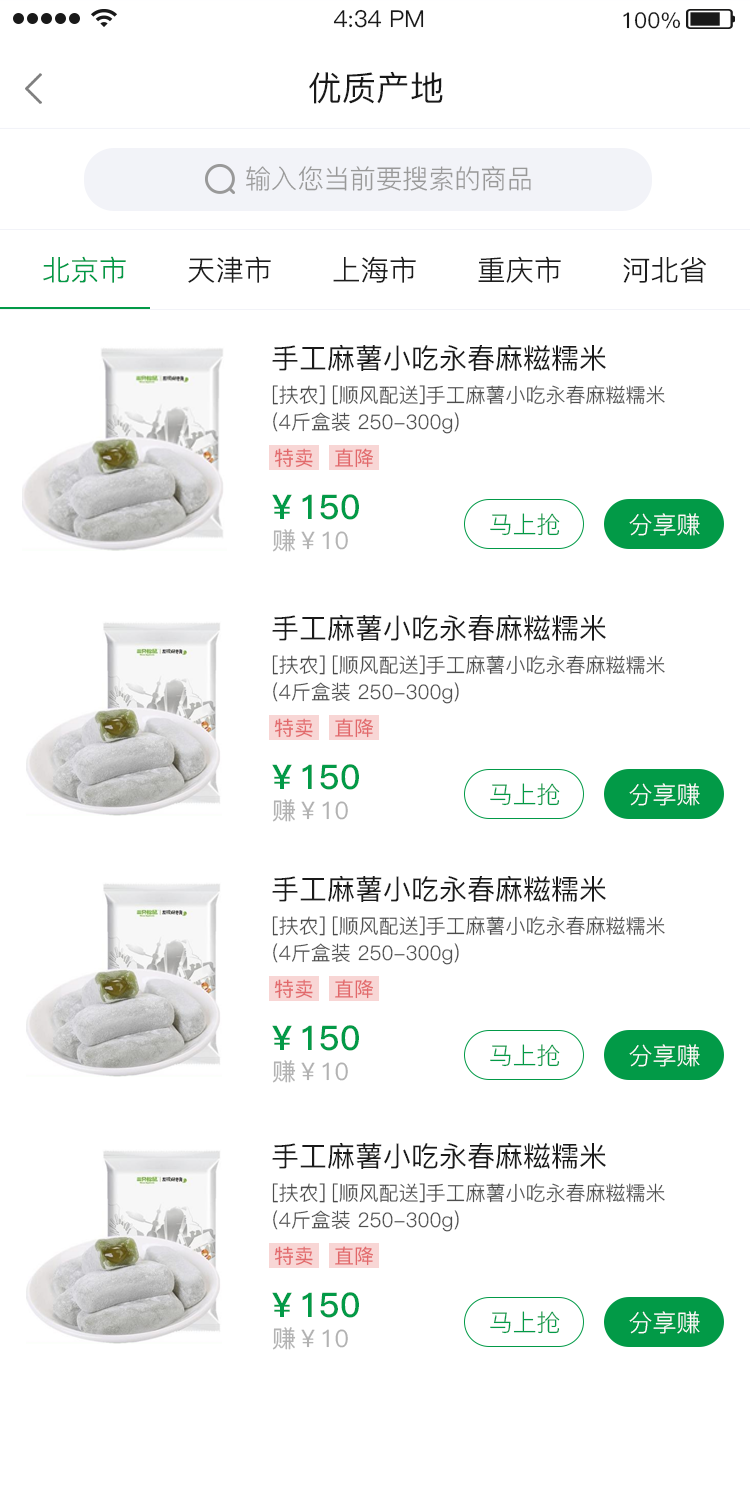 4:34 PM
100%
优质产地
输入您当前要搜索的商品
北京市 天津市 上海市 重庆市 河北省
手工麻薯小吃永春麻糍糯米
[扶农] [顺风配送]手工麻薯小吃永春麻糍糯米
(4斤盒装 250-300g)
特卖 直降
¥150
赚¥10
马上抢 分享赚
手工麻薯小吃永春麻糍糯米
[扶农] [顺风配送]手工麻薯小吃永春麻糍糯米
(4斤盒装 250-300g)
特卖 直降
¥150
赚¥10
马上抢 分享赚
手工麻薯小吃永春麻糍糯米
[扶农] [顺风配送]手工麻薯小吃永春麻糍糯米
(4斤盒装 250-300g)
特卖 直降
¥150
赚¥10
马上抢 分享赚
手工麻薯小吃永春麻糍糯米
[扶农] [顺风配送]手工麻薯小吃永春麻糍糯米
(4斤盒装 250-300g)
特卖 直降
¥150
赚¥10
马上抢 分享赚